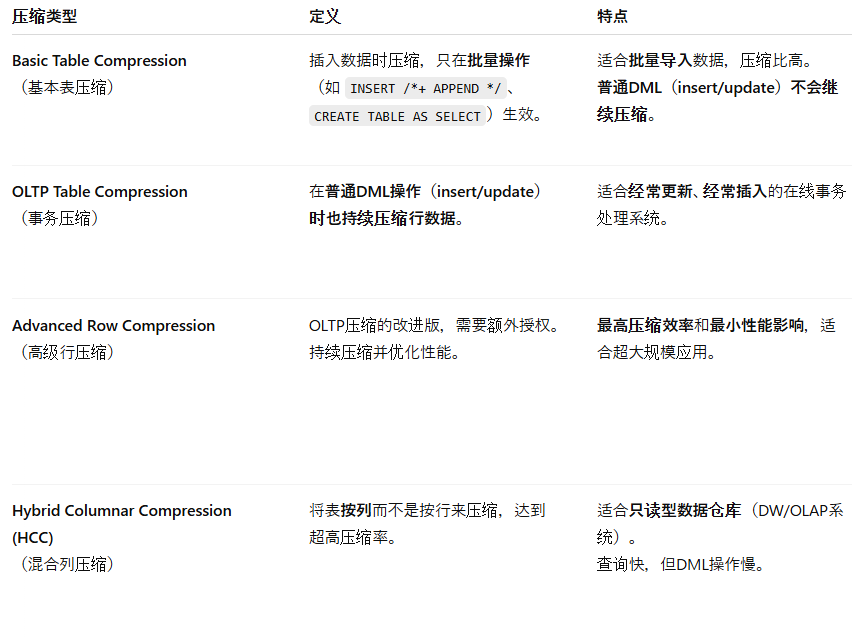 压缩类型 定义 特点
Basic Table Compression
（基本表压缩）
插入数据时压缩，只在批量操作
（如 INSERT /*+ APPEND */、
CREATE TABLE AS SELECT）生效。
适合批量导入数据，压缩比高。
普通DML（insert/update）不会继
续压缩。
OLTP Table Compression
（事务压缩）
在普通DML操作（insert/update）
时也持续压缩行数据。
适合经常更新、经常插入的在线事务
处理系统。
Advanced Row Compression
（高级行压缩）
OLTP压缩的改进版，需要额外授权。
持续压缩并优化性能。
最高压缩效率和最小性能影响，适
合超大规模应用。
Hybrid Columnar Compression
(HCC)
（混合列压缩）
将表按列而不是按行来压缩，达到
超高压缩率。
适合只读型数据仓库（DW/OLAP系
统）。
查询快，但DML操作慢。